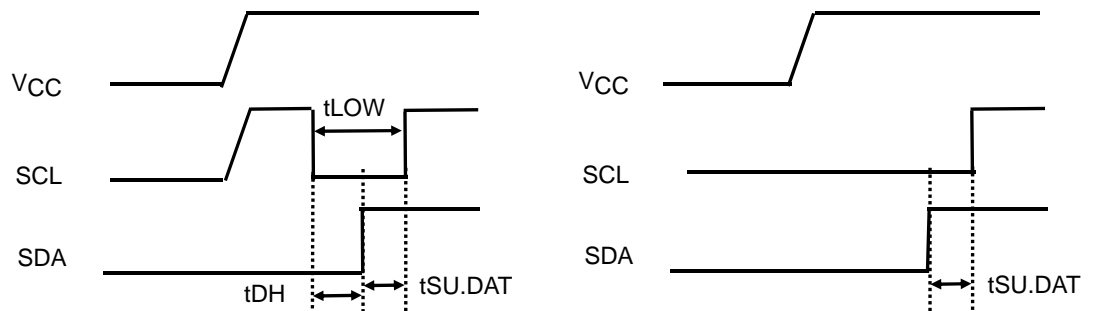 VCC
tLOW
SCL
SDA
tDH
tSU.DAT
VCC
SCL
SDA
tSU.DAT